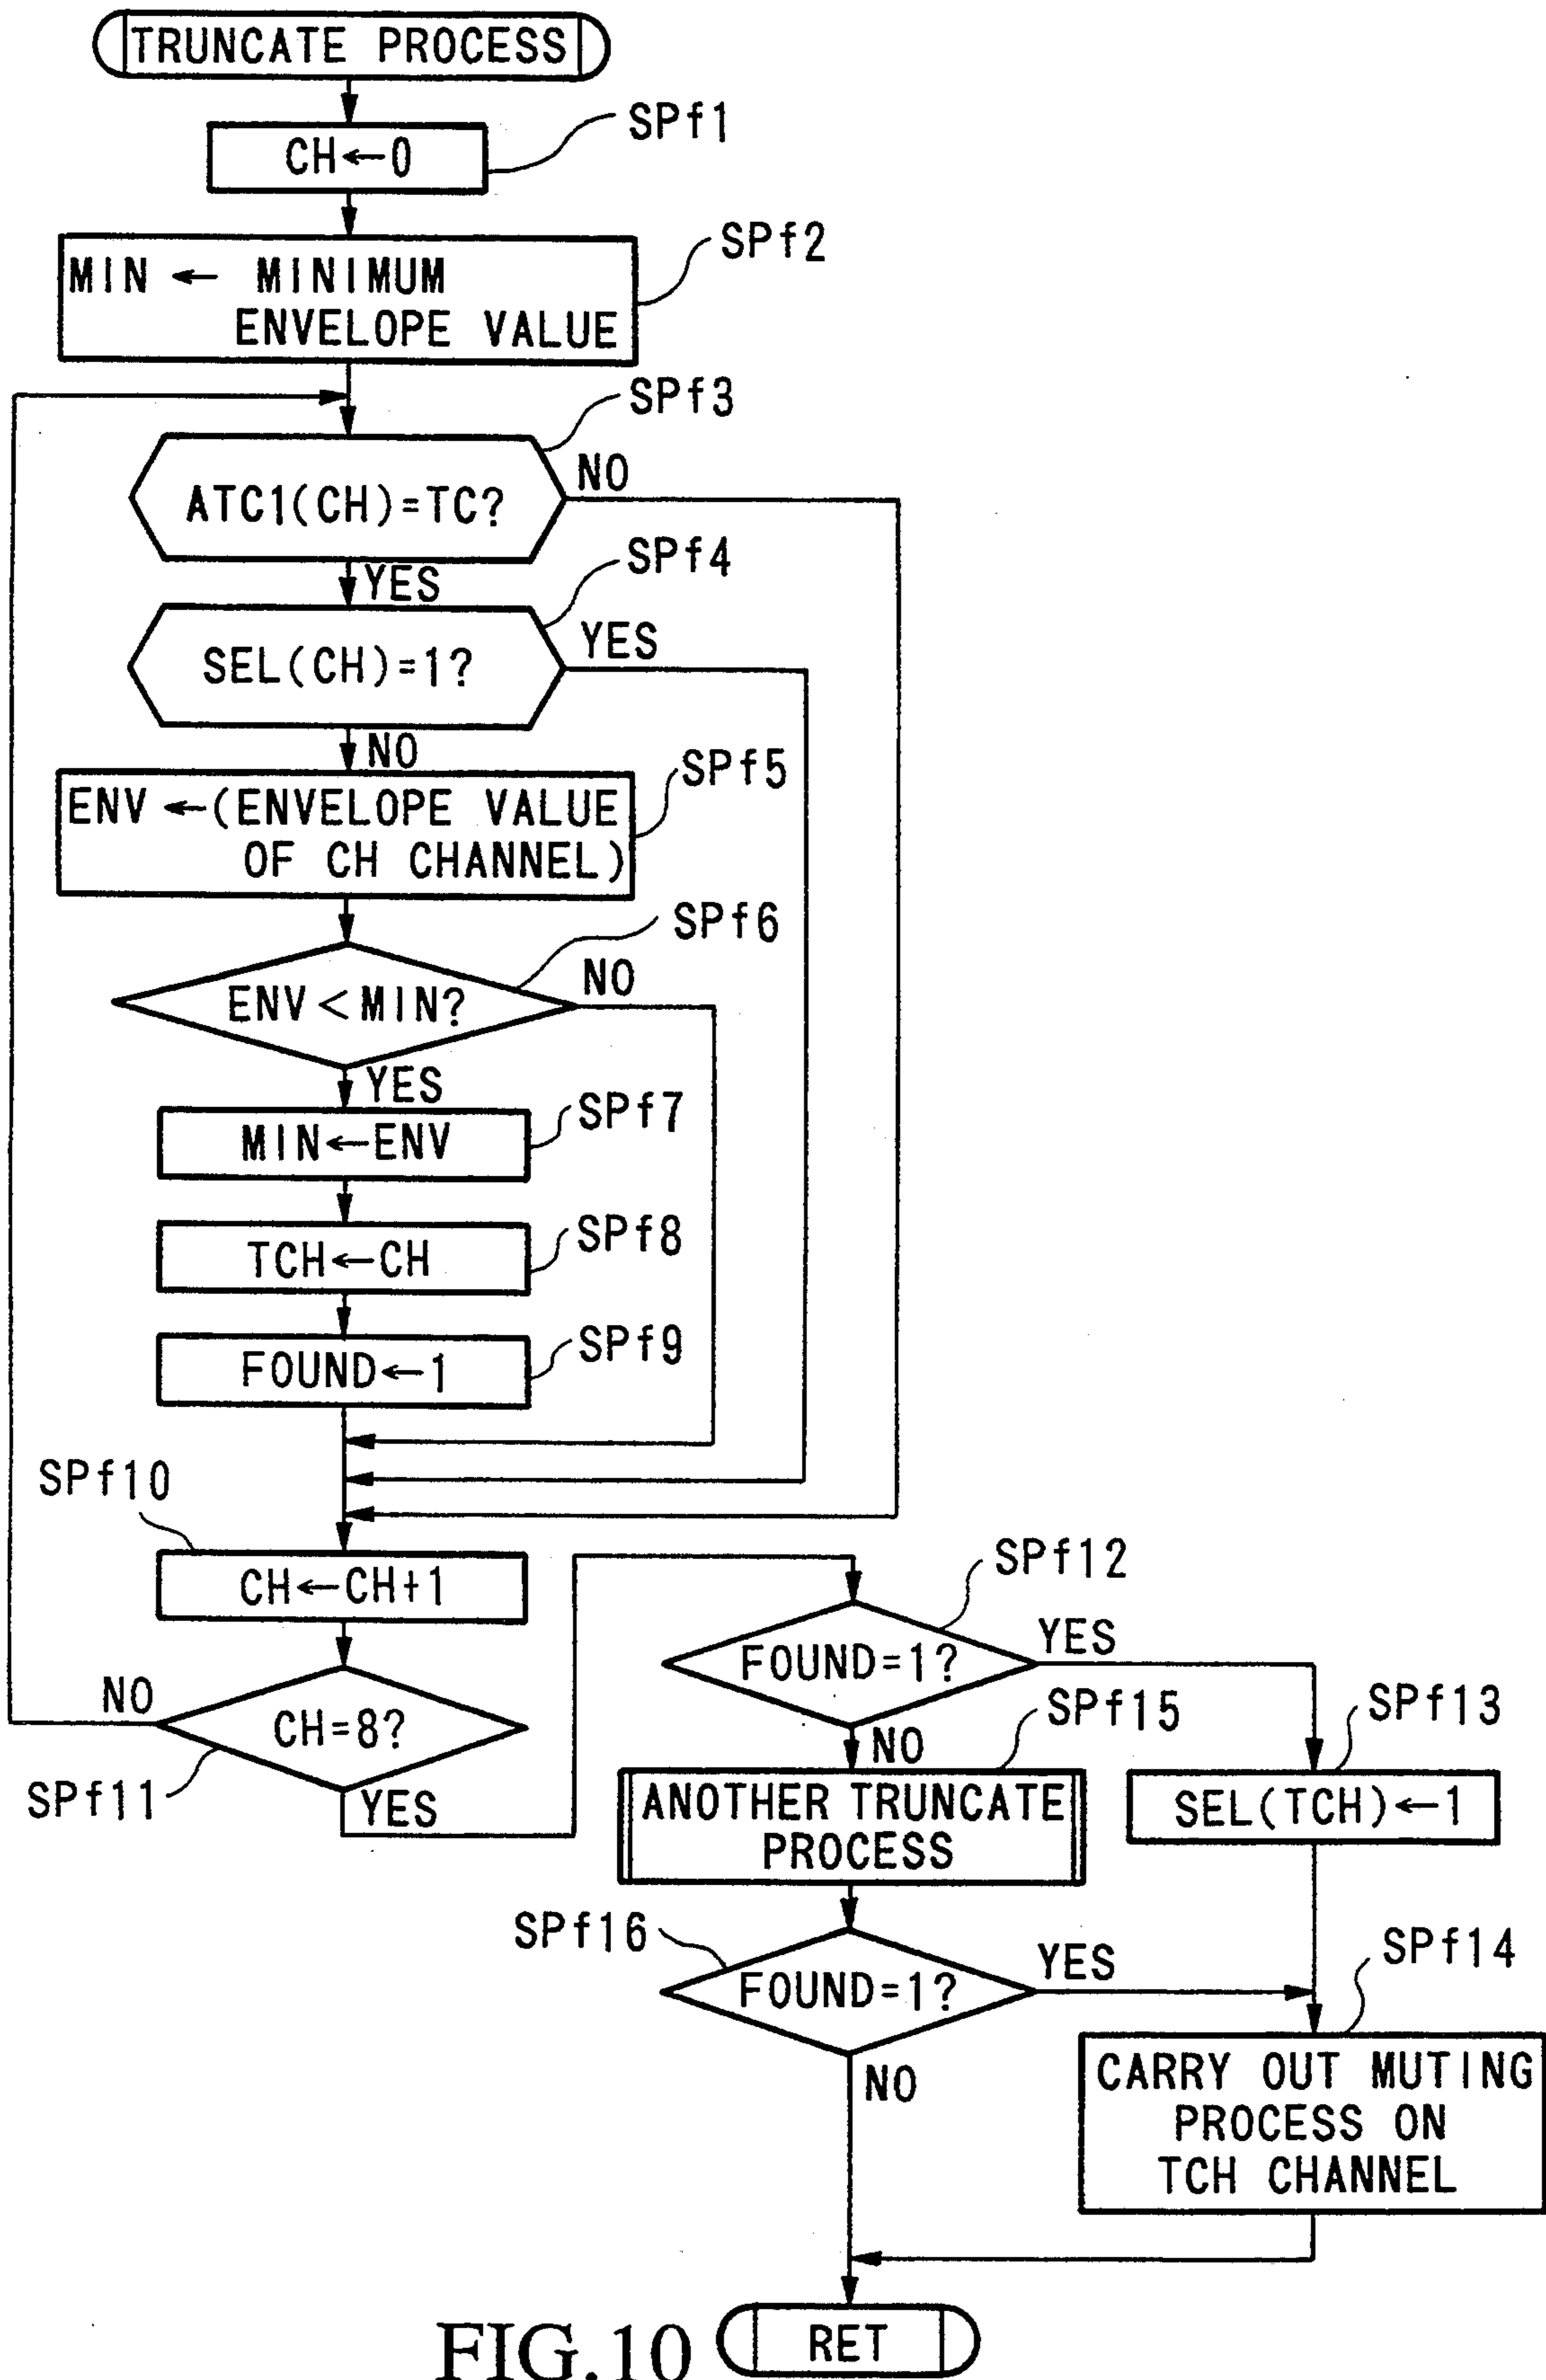 TRUNCATE PROCESS
SPf1
CH←0
SPf2
MIN ← MINIMUM
ENVELOPE VALUE
SPf3
ATC1(CH)=TC?
NO
YES
SPf4
SEL(CH)=1?
YES
NO
SPf5
ENV ←(ENVELOPE VALUE
OF CH CHANNEL)
SPf6
ENV<MIN?
NO
YES
SPf7
MIN←ENV
SPf8
TCH←CH
SPf9
FOUND←1
SPf10
CH←CH+1
SPf11
CH=8?
NO
YES
SPf12
FOUND=1?
YES
NO
SPf13
SEL(TCH)←1
SPf15
ANOTHER TRUNCATE
PROCESS
SPf16
FOUND=1?
YES
NO
SPf14
CARRY OUT MUTING
PROCESS ON
TCH CHANNEL
RET
FIG.10